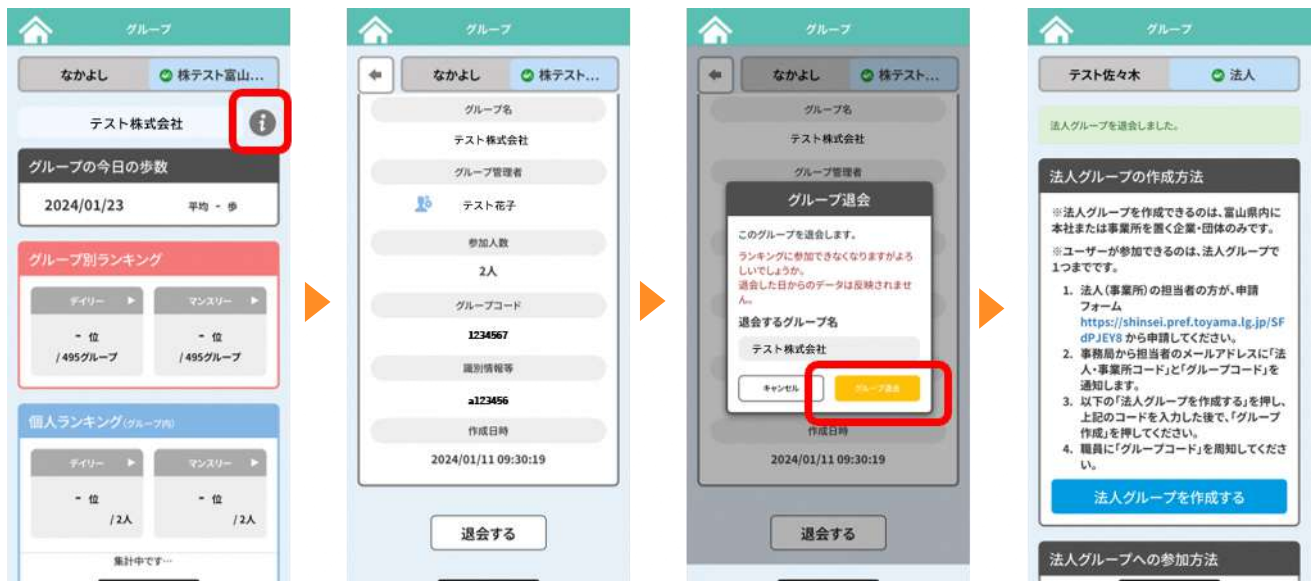 グループ
なかよし
株テスト富山...
テスト株式会社
グループの今日の歩数
2024/01/23
平均 - 歩
グループ別ランキング
デイリー
マンスリー
- 位
- 位
/495グループ
/495グループ
個人ランキング(グループ内)
デイリー
マンスリー
- 位
- 位
/2人
/2人
集計中です…
グループ
なかよし
株テスト...
グループ名
テスト株式会社
グループ管理者
テスト花子
参加人数
2人
グループコード
1234567
識別情報等
a123456
作成日時
2024/01/11 09:30:19
退会する
グループ
なかよし
株テスト...
グループ名
テスト株式会社
グループ管理者
グループ退会
このグループを退会します。
ランキングに参加できなくなりますがよろ
しいでしょうか。
退会した日からのデータは反映されませ
ん。
退会するグループ名
テスト株式会社
キャンセル
グループ退会
作成日時
2024/01/11 09:30:19
退会する
グループ
テスト佐々木
法人
法人グループを退会しました。
法人グループの作成方法
※法人グループを作成できるのは、富山県内に
本社または事業所を置く企業・団体のみです。
※ユーザーが参加できるのは、法人グループで
1つまでです。
1. 法人(事業所)の担当者の方が、申請
フォーム
https://shinsei.pref.toyama.lg.jp/SF
dPJEY8 から申請してください。
2. 事務局から担当者のメールアドレスに「法
人・事業所コード」と「グループコード」を
通知します。
3. 以下の「法人グループを作成する」を押し、
上記のコードを入力した後で、「グループ
作成」を押してください。
4. 職員に「グループコード」を周知してくださ
い。
法人グループを作成する
法人グループへの参加方法